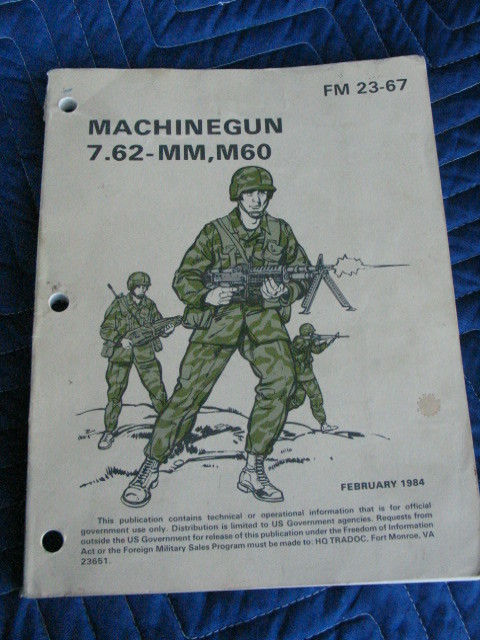 FM 23-67
MACHINEGUN
7.62-MM, M60
FEBRUARY 1984
This publication contains technical or operational information that is for official
government use only. Distribution is limited to US Government agencies. Requests from
outside the US Government for release of this publication under the Freedom of Information
Act or the Foreign Military Sales Program must be made to: HQ TRADOC, Fort Monroe, VA
23651.